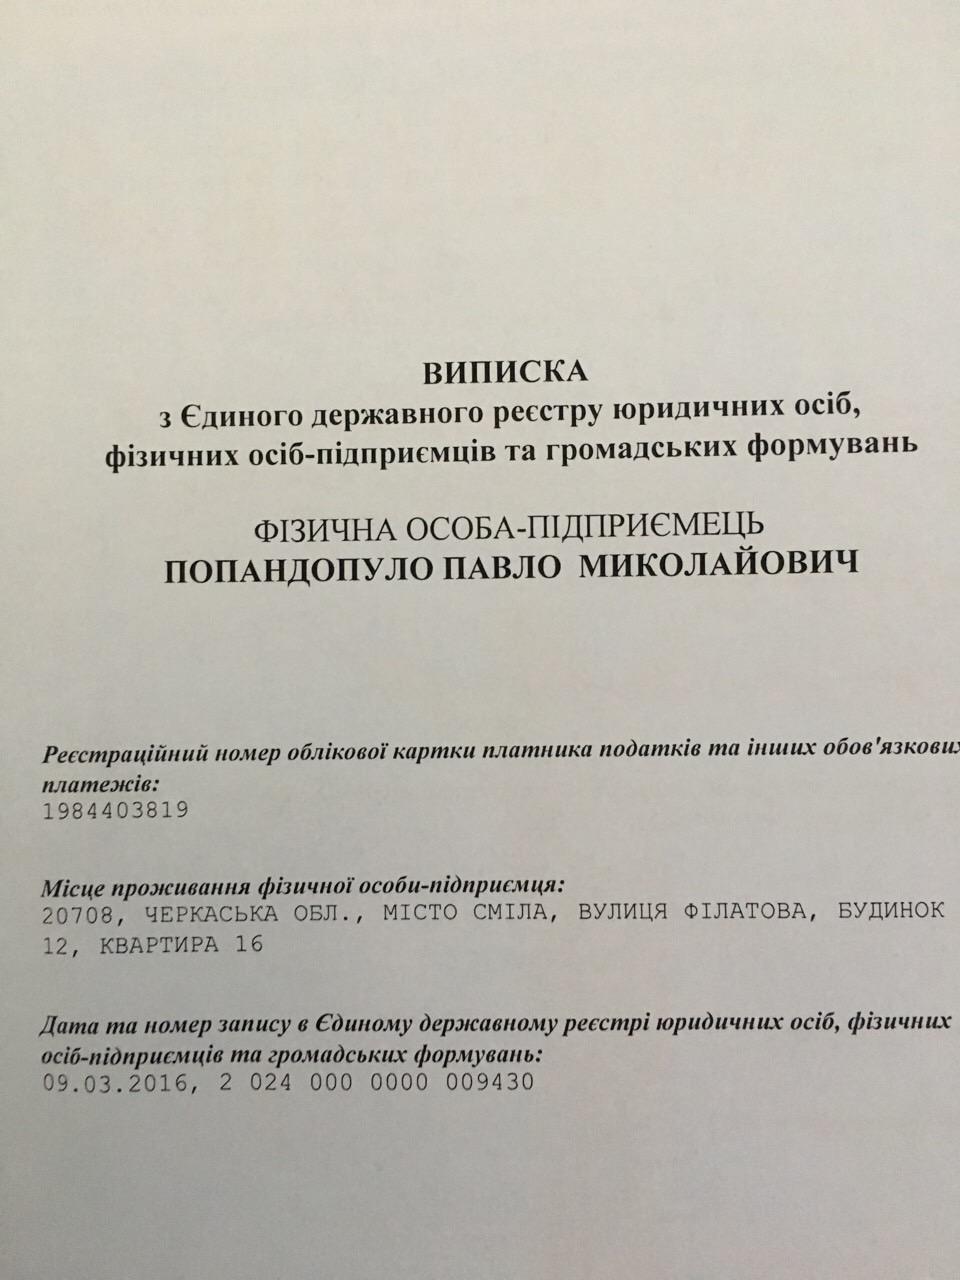 ВИПИСКА
з Єдиного державного реєстру юридичних осіб,
фізичних осіб-підприємців та громадських формувань
ФІЗИЧНА ОСОБА-ПІДПРИЄМЕЦЬ
ПОПАНДОПУЛО ПАВЛО МИКОЛАЙОВИЧ
Реєстраційний номер облікової картки платника податків та інших обов'язкових
платежів:
1984403819
Місце проживання фізичної особи-підприємця:
20708, ЧЕРКАСЬКА ОБЛ., МІСТО СМІЛА, ВУЛИЦЯ ФІЛАТОВА, БУДИНОК
12, КВАРТИРА 16
Дата та номер запису в Єдиному державному реєстрі юридичних осіб, фізичних
осіб-підприємців та громадських формувань:
09.03.2016, 2 024 000 0000 009430